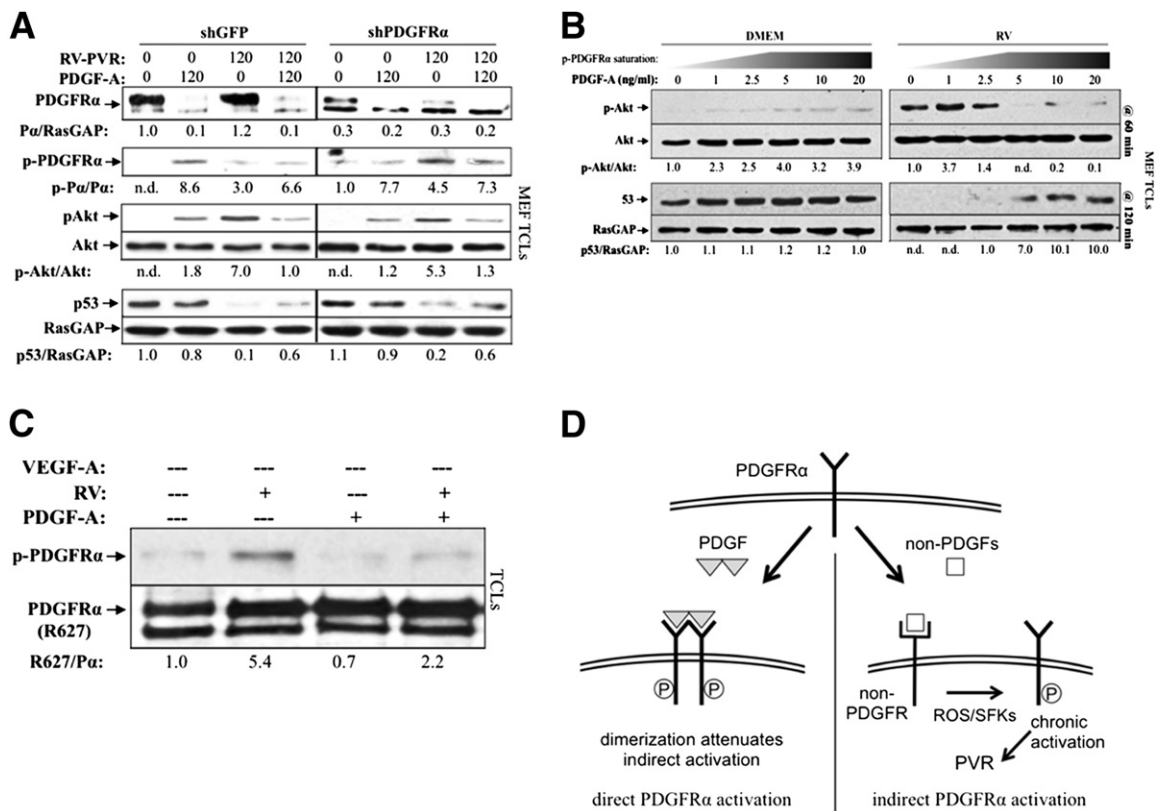 A
shGFP shPDGFRα
RV-PVR: 0 0 120 120 0 0 120 120
PDGF-A: 0 120 0 120 0 120 0 120
PDGFRα
Pα/RasGAP: 1.0 0.1 1.2 0.1 0.3 0.2 0.3 0.2
p-PDGFRα
p-Pα/Pα: n.d. 8.6 3.0 6.6 1.0 7.7 4.5 7.3
pAkt
Akt
p-Akt/Akt: n.d. 1.8 7.0 1.0 n.d. 1.2 5.3 1.3
p53
RasGAP
p53/RasGAP: 1.0 0.8 0.1 0.6 1.1 0.9 0.2 0.6
MEF TCLs
B
DMEM RV
p-PDGFRα saturation:
PDGF-A (ng/ml): 0 1 2.5 5 10 20 0 1 2.5 5 10 20
p-Akt
Akt
p-Akt/Akt: 1.0 2.3 2.5 4.0 3.2 3.9 1.0 3.7 1.4 n.d. 0.2 0.1
@ 60 min
53
RasGAP
p53/RasGAP: 1.0 1.1 1.1 1.2 1.2 1.0 n.d. n.d. 1.0 7.0 10.1 10.0
@ 120 min
MEF TCLs
C
VEGF-A: --- --- --- ---
RV: --- + --- +
PDGF-A: --- --- + +
p-PDGFRα
PDGFRα
(R627)
R627/Pα: 1.0 5.4 0.7 2.2
TCLs
D
PDGFRα
PDGF
non-PDGFs
P P
dimerization attenuates
indirect activation
direct PDGFRα activation
non-
PDGFR
ROS/SFKs
P
chronic
activation
PVR
indirect PDGFRα activation